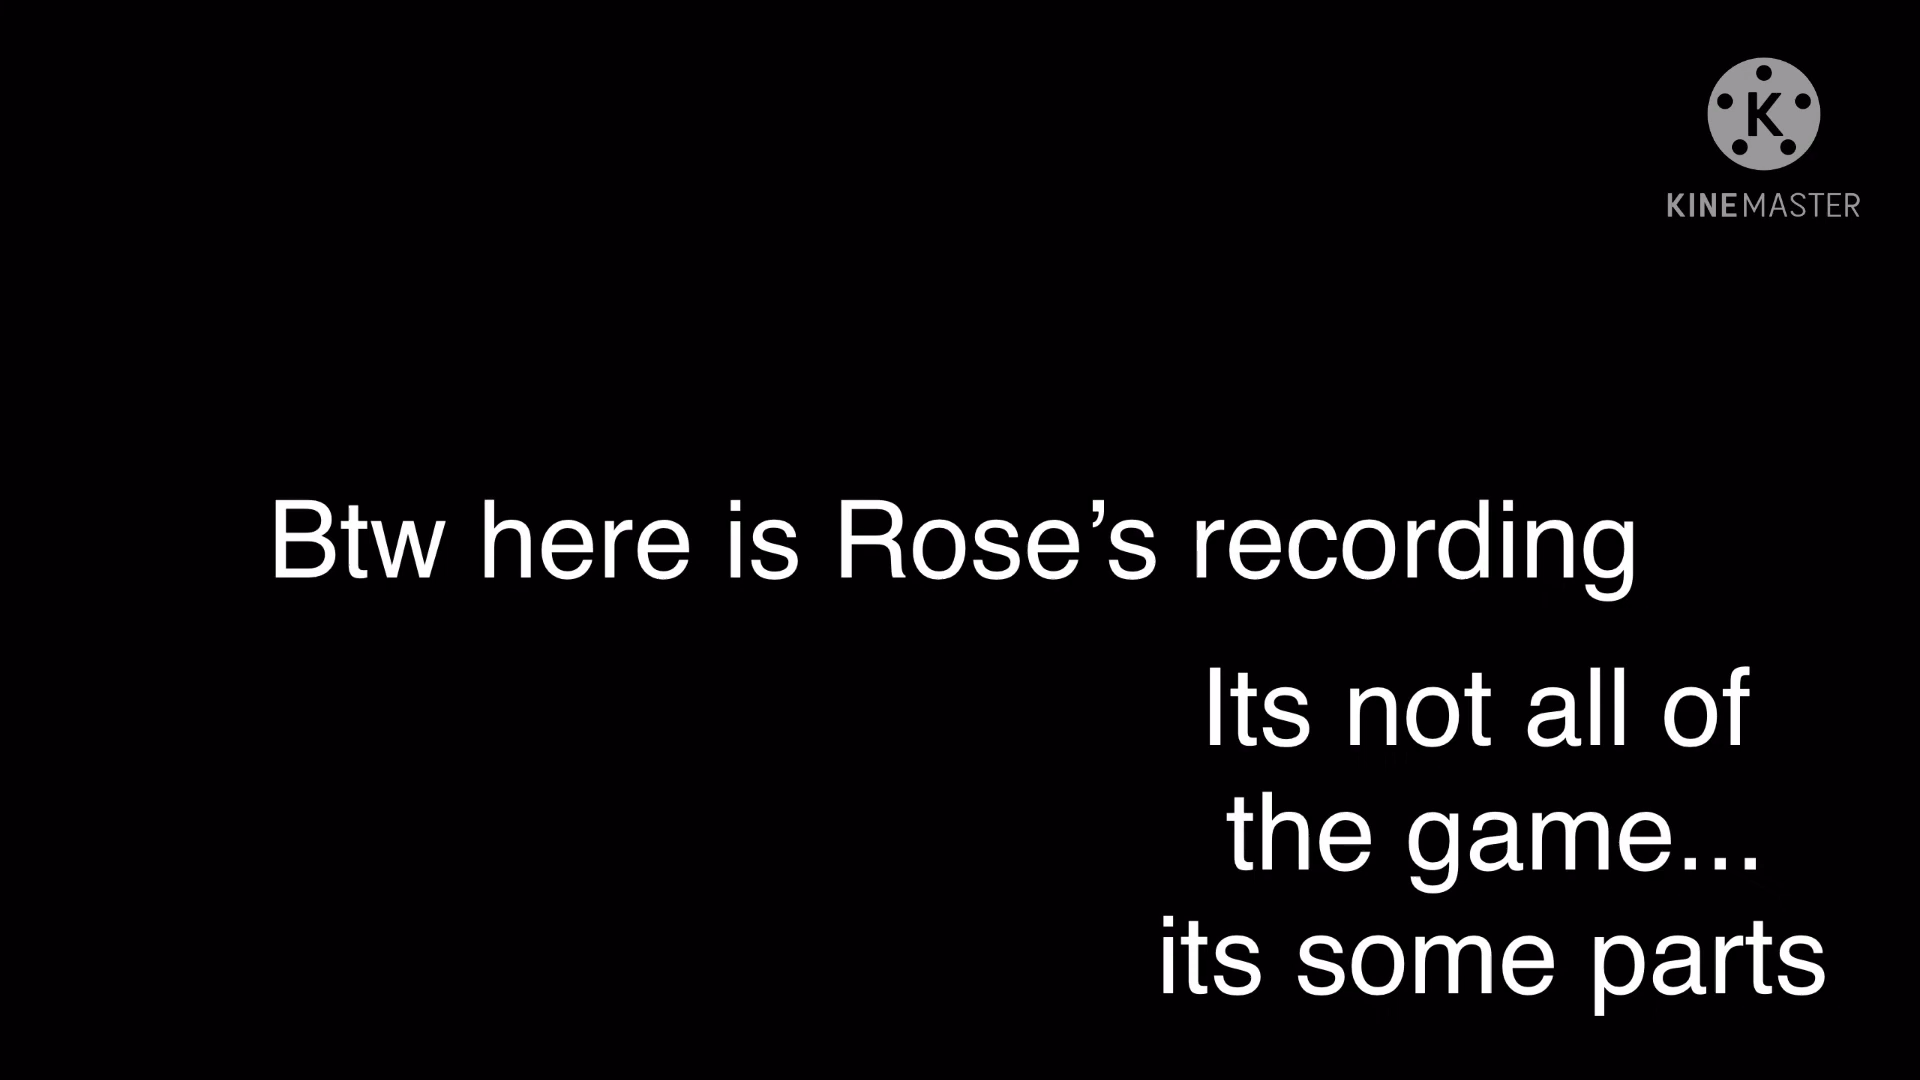 K
KINEMASTER
Btw here is Rose’s recording
Its not all of
the game...
its some parts